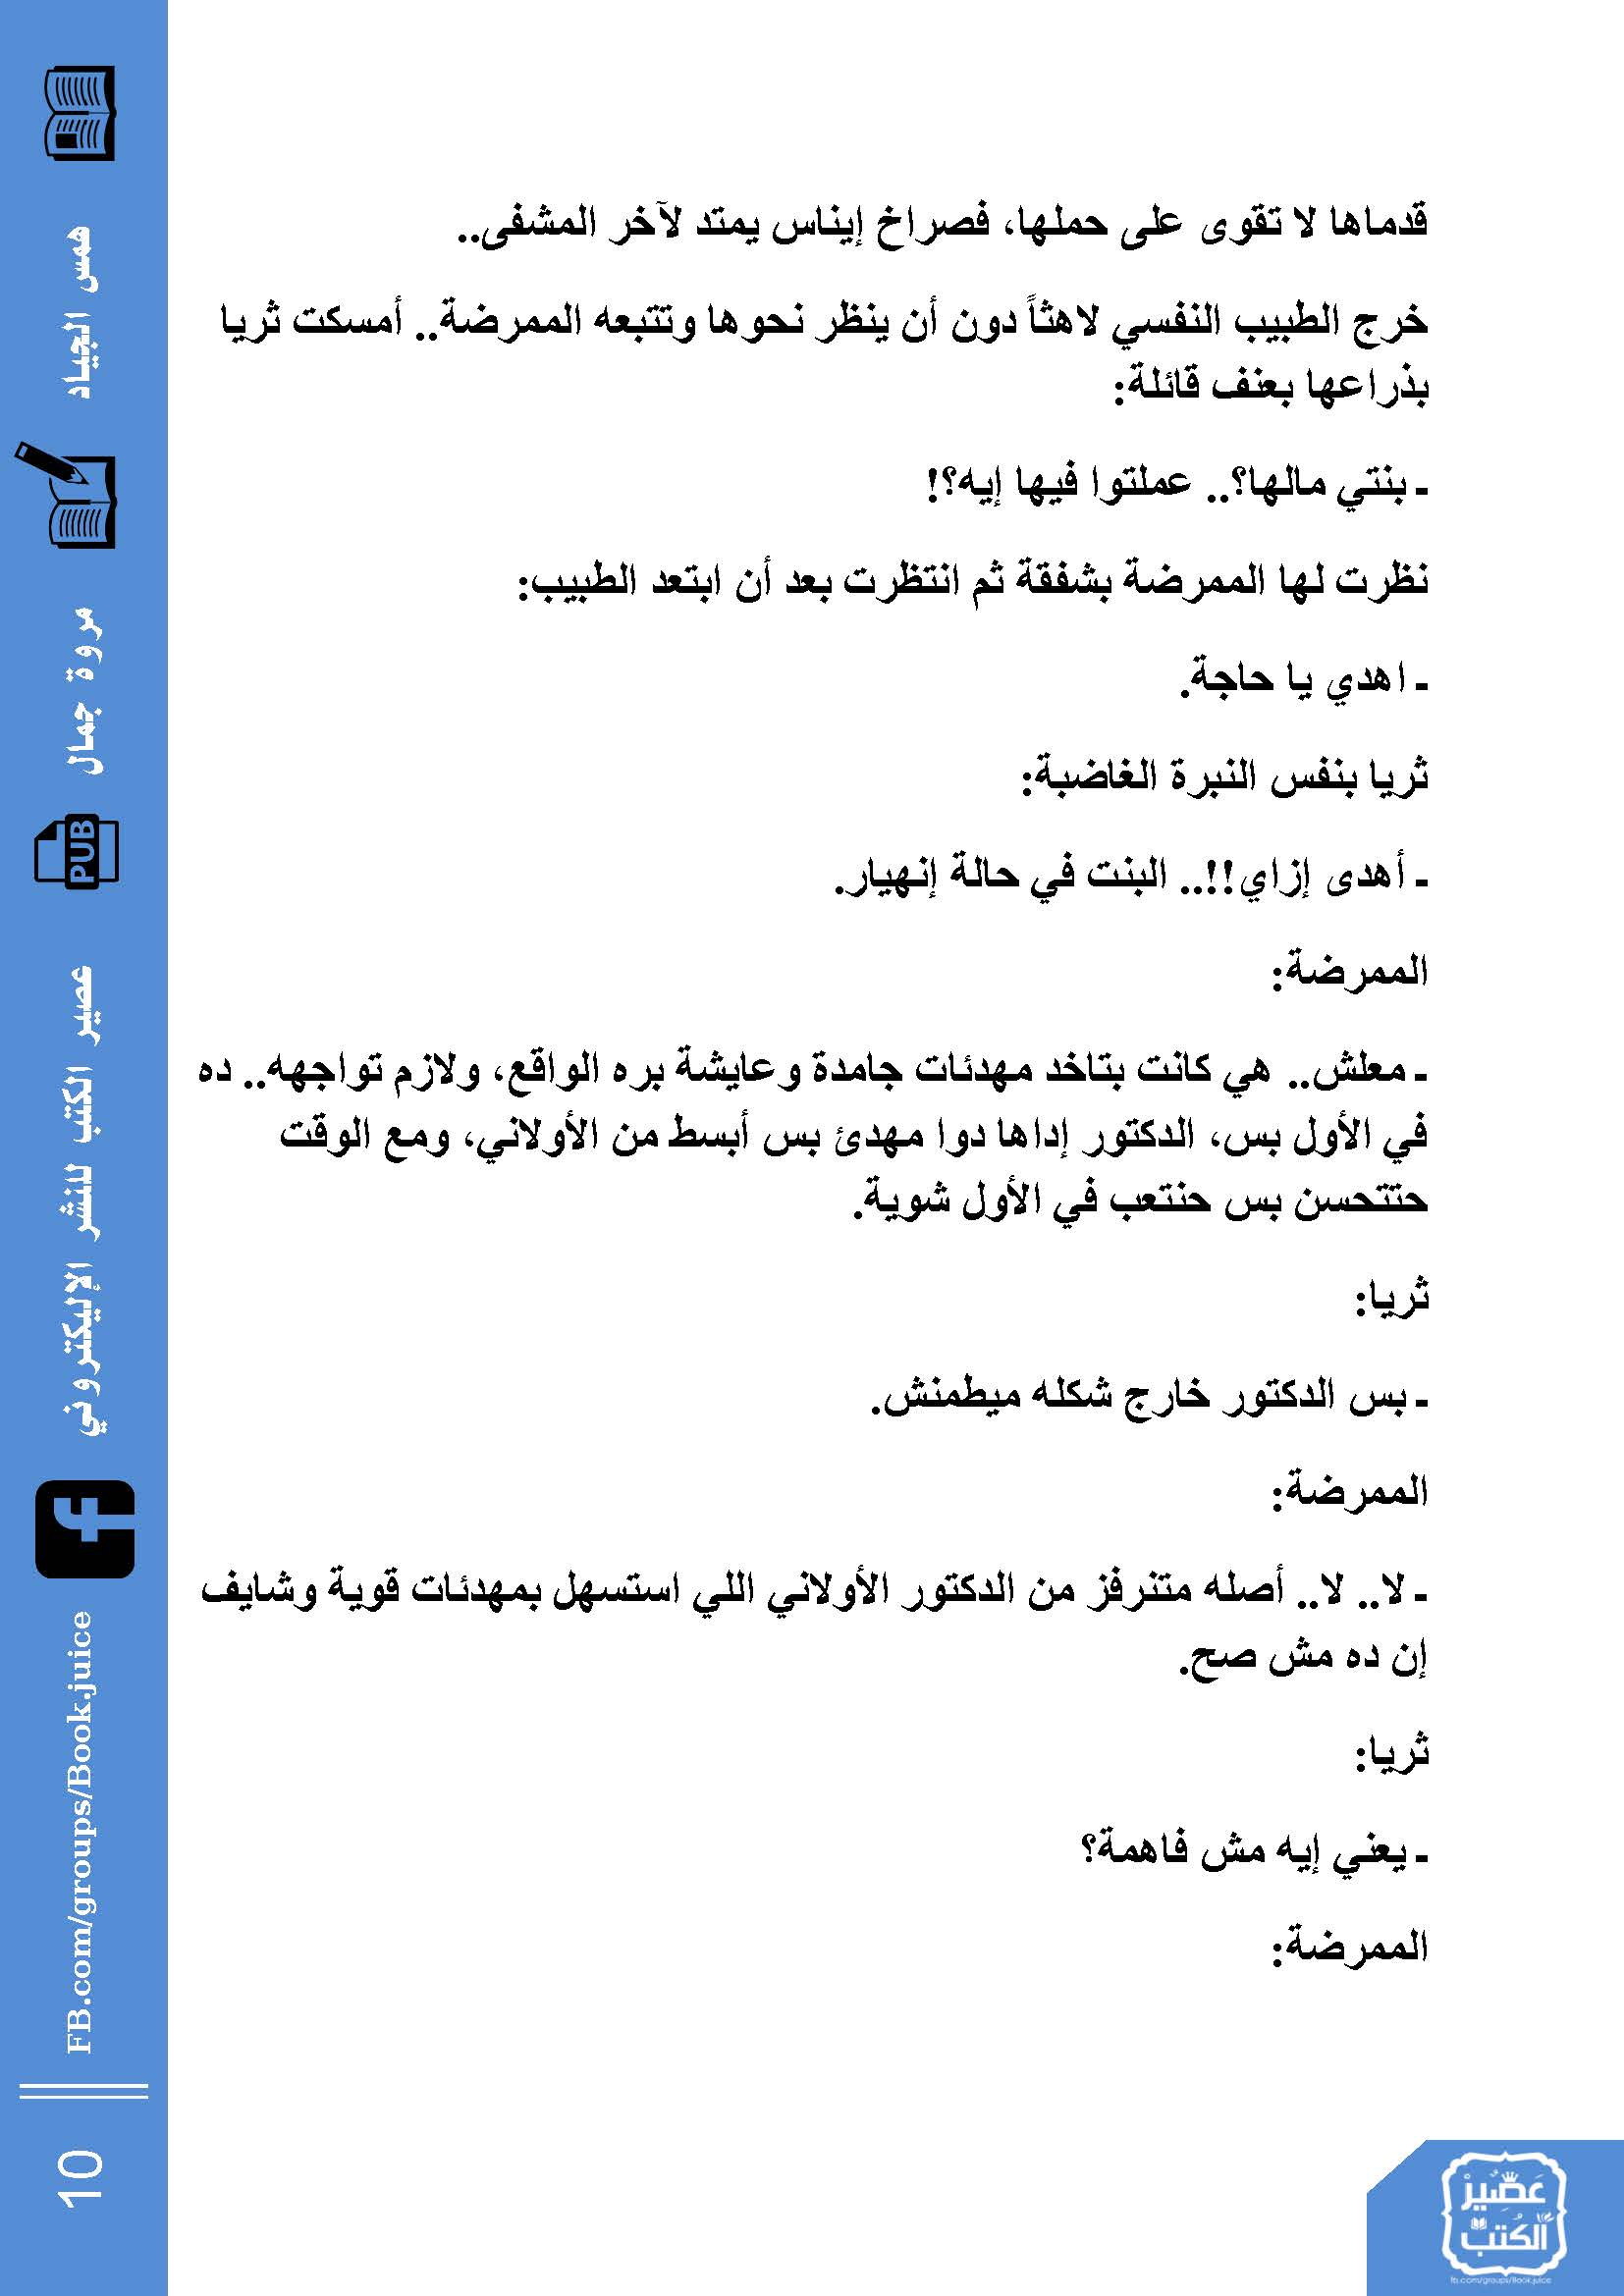 قدماها لا تقوى على حملها، فصراخ إيناس يمتد لآخر المشفى..
خرج الطبيب النفسي لاهثاً دون أن ينظر نحوها وتتبعه الممرضة.. أمسكت ثريا
بذراعها بعنف قائلة:
ـ بنتي مالها؟.. عملتوا فيها إيه؟!
نظرت لها الممرضة بشفقة ثم انتظرت بعد أن ابتعد الطبيب:
ـ اهدي يا حاجة.
ثريا بنفس النبرة الغاضبة:
ـ أهدى إزاي!!.. البنت في حالة إنهيار.
الممرضة:
ـ معلش.. هي كانت بتاخد مهدئات جامدة وعايشة بره الواقع، ولازم تواجهه.. ده
في الأول بس، الدكتور إداها دوا مهدئ بس أبسط من الأولاني، ومع الوقت
حتتحسن بس حنتعب في الأول شوية.
ثريا:
ـ بس الدكتور خارج شكله ميطمنش.
الممرضة:
ـ لا.. لا.. أصله متنرفز من الدكتور الأولاني اللي استسهل بمهدئات قوية وشايف
إن ده مش صح.
ثريا:
ـ يعني إيه مش فاهمة؟
الممرضة:
همس الجياد
مروة جمال
PUB
عصير الكتب للنشر الإليكتروني
FB.com/groups/Book.juice
10
عَصِيرُ
الكُتب
fb.com/groups/Book.juice